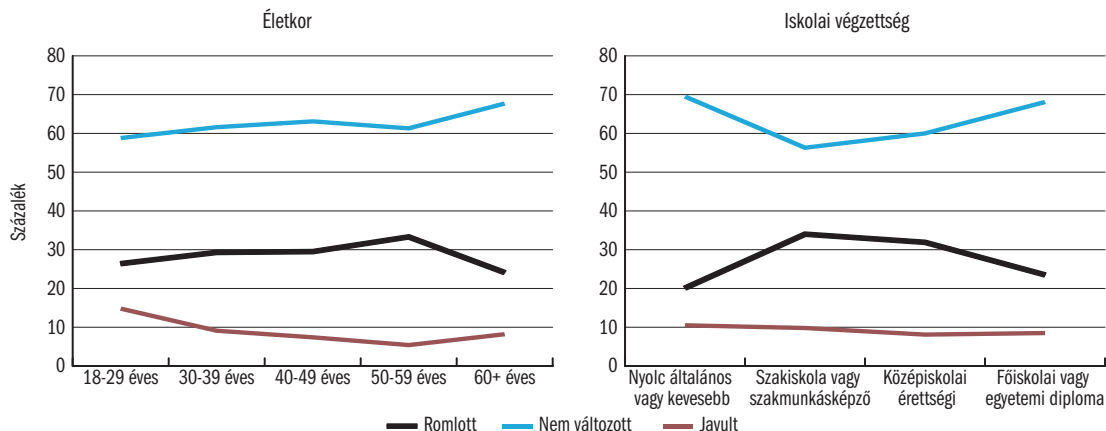 Életkor
Iskolai végzettség
Százalék
80
70
60
50
40
30
20
10
0
18-29 éves 30-39 éves 40-49 éves 50-59 éves 60+ éves
80
70
60
50
40
30
20
10
0
Nyolc általános
vagy kevesebb
Szakiskola vagy
szakmunkásképző
Középiskolai
érettségi
Főiskolai vagy
egyetemi diploma
Romlott Nem változott Javult